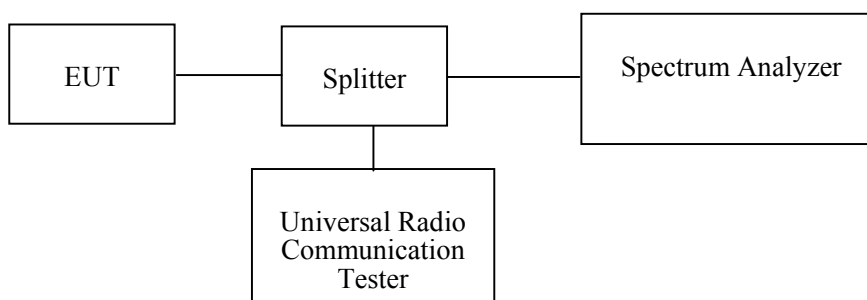 EUT
Splitter
Spectrum Analyzer
Universal Radio
Communication
Tester